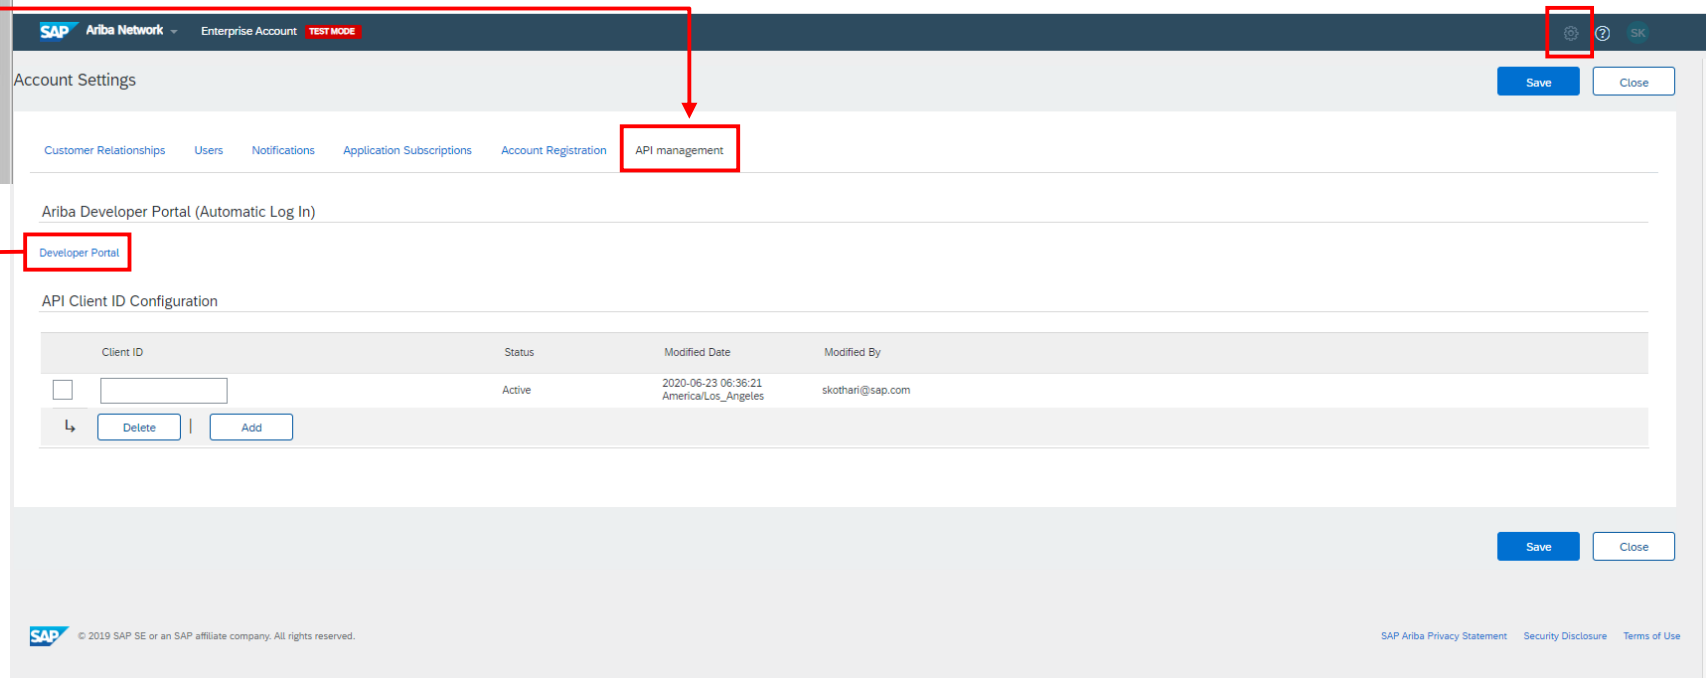 SAP Ariba Network Enterprise Account TEST MODE ? SK
Account Settings Save Close
Customer Relationships Users Notifications Application Subscriptions Account Registration API management
Ariba Developer Portal (Automatic Log In)
Developer Portal
API Client ID Configuration
Client ID Status Modified Date Modified By
Active 2020-06-23 06:36:21 skothari@sap.com
America/Los_Angeles
Delete | Add
Save Close
SAP © 2019 SAP SE or an SAP affiliate company. All rights reserved. SAP Ariba Privacy Statement Security Disclosure Terms of Use